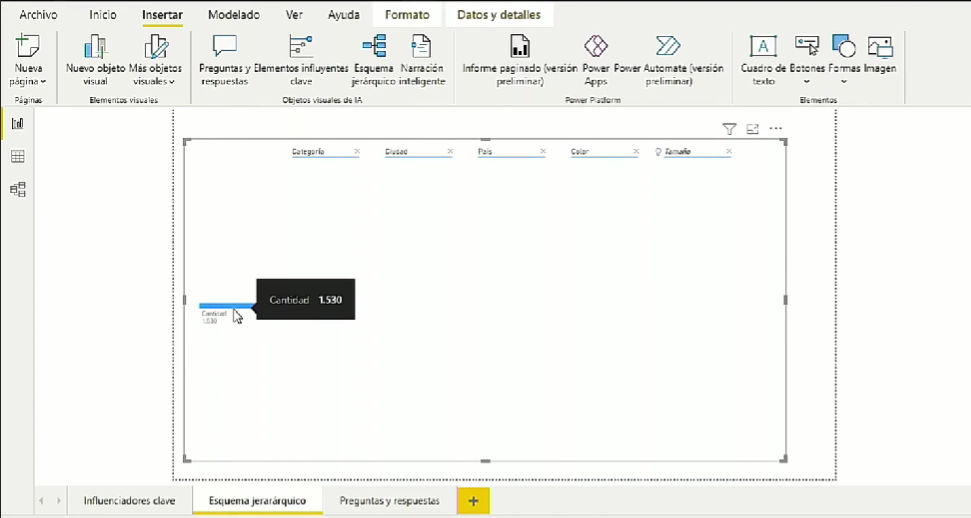 Archivo Inicio Insertar Modelado Ver Ayuda Formato Datos y detalles
Nueva página
Nuevo objeto visual
Más objetos visuales
Preguntas y respuestas
Elementos influyentes clave
Esquema jerárquico
Narración inteligente
Informe paginado (versión preliminar)
Power Apps
Power Automate (versión preliminar)
A
Cuadro de texto
Botones
Formas
Imagen
Páginas Elementos visuales Objetos visuales de IA Power Platform Elementos
Categoría Ciudad País Color Tamaño
Cantidad 1.530
Cantidad
1.530
Influenciadores clave Esquema jerarárquico Preguntas y respuestas